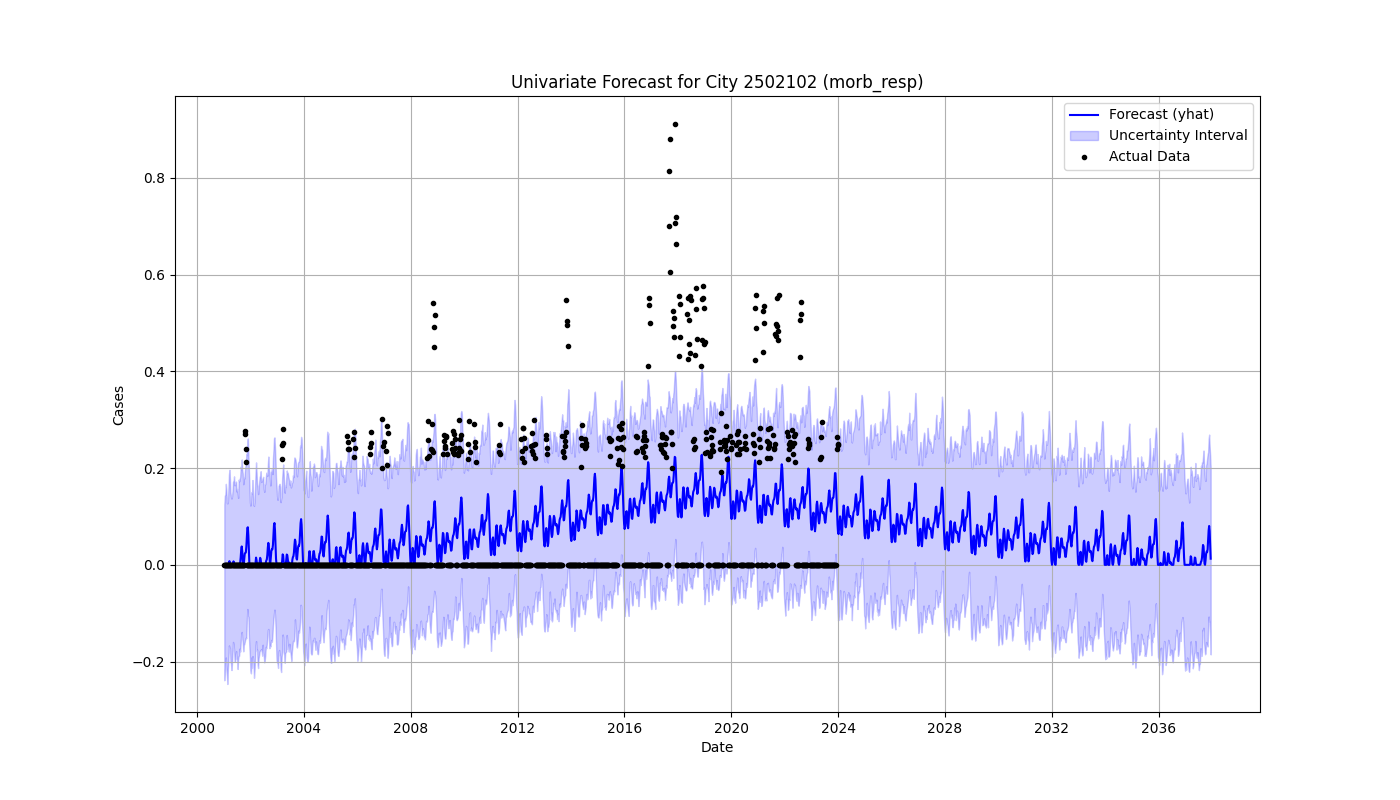 Univariate Forecast for City 2502102 (morb_resp)
Forecast (yhat)
Uncertainty Interval
Actual Data
Cases
0.8
0.6
0.4
0.2
0.0
−0.2
2000 2004 2008 2012 2016 2020 2024 2028 2032 2036
Date